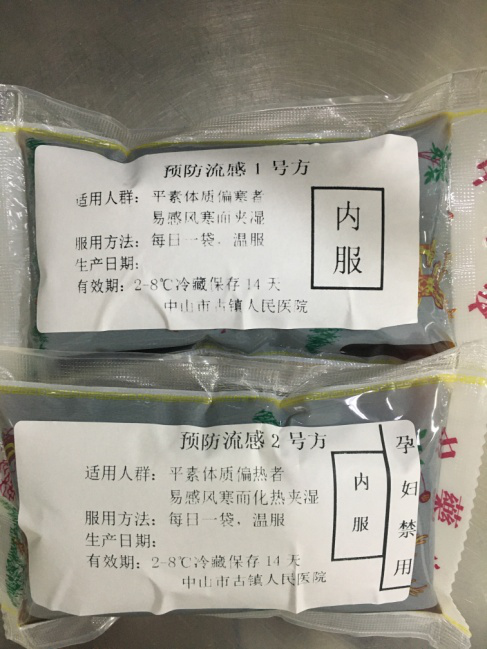 预防流感1号方
适用人群：平素体质偏寒者
易感风寒而夹湿
服用方法：每日一袋，温服
生产日期：
有效期：2-8℃冷藏保存14天
中山市古镇人民医院
内服
预防流感2号方
适用人群：平素体质偏热者
易感风寒而化热夹湿
服用方法：每日一袋，温服
生产日期：
有效期：2-8℃冷藏保存14天
中山市古镇人民医院
内服
孕妇禁用